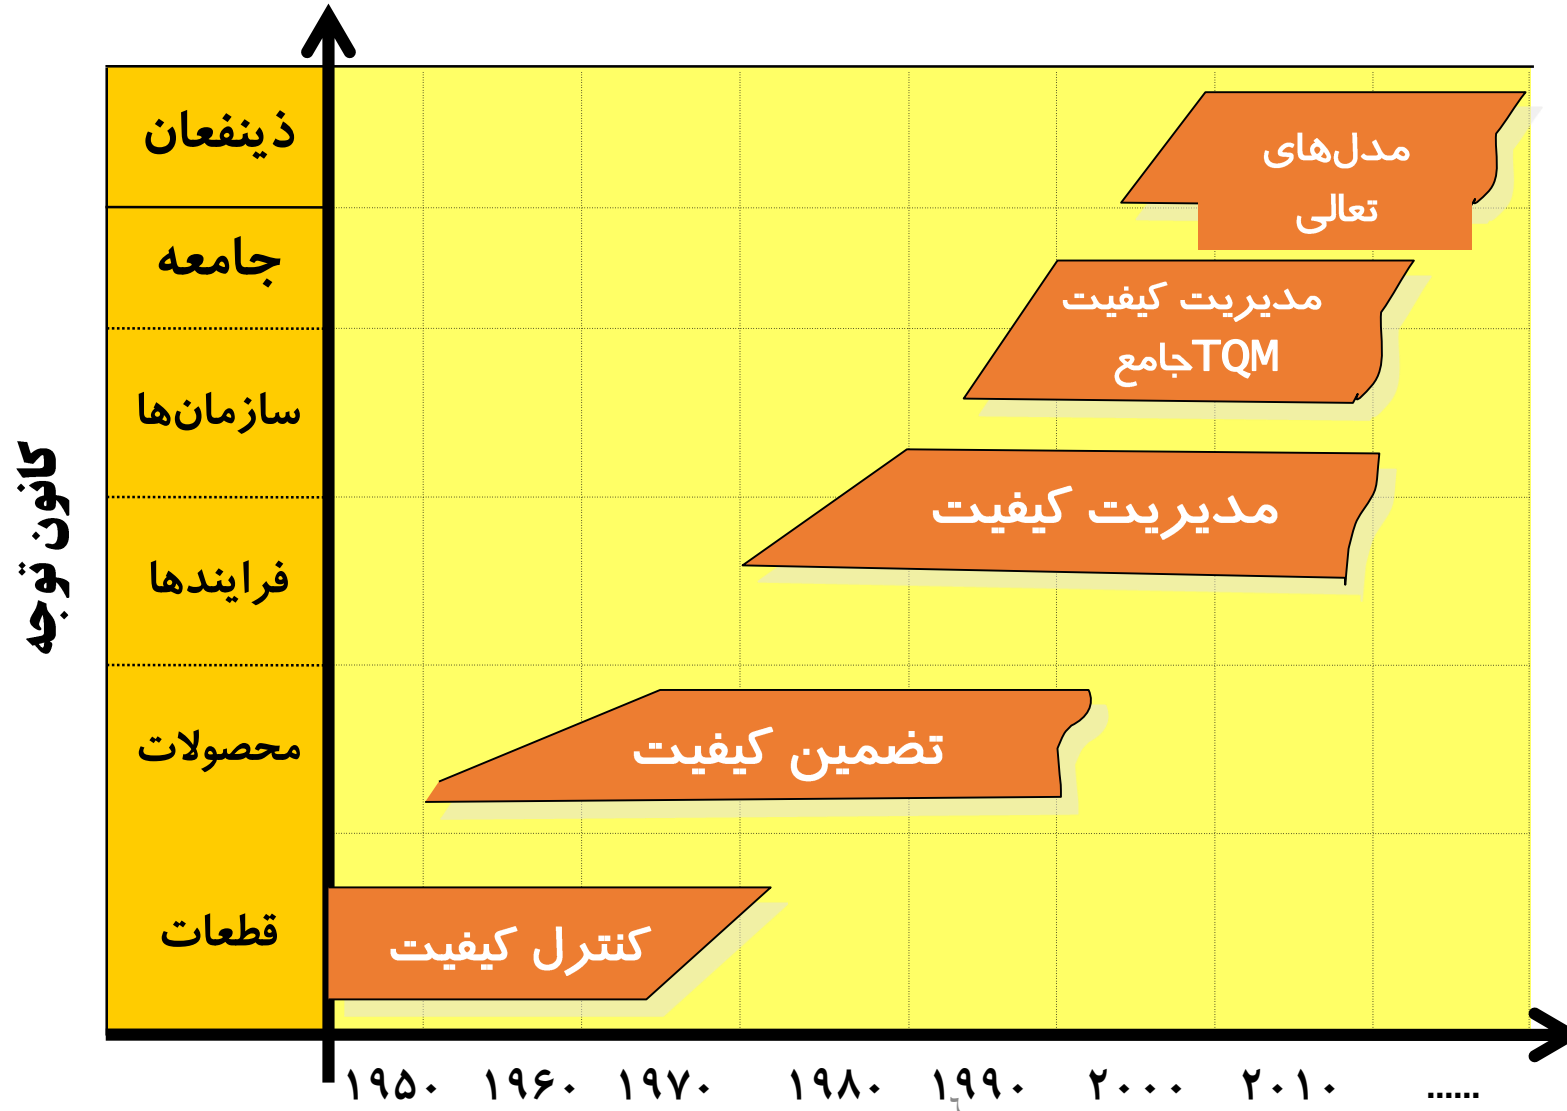 کانون توجه
ذینفعان
جامعه
سازمان‌ها
فرایندها
محصولات
قطعات
مدل‌های
تعالی
مدیریت کیفیت
جامعTQM
مدیریت کیفیت
تضمین کیفیت
کنترل کیفیت
۱۹۵۰ ۱۹۶۰ ۱۹۷۰ ۱۹۸۰ ۱۹۹۰ ۲۰۰۰ ۲۰۱۰ ......
٦